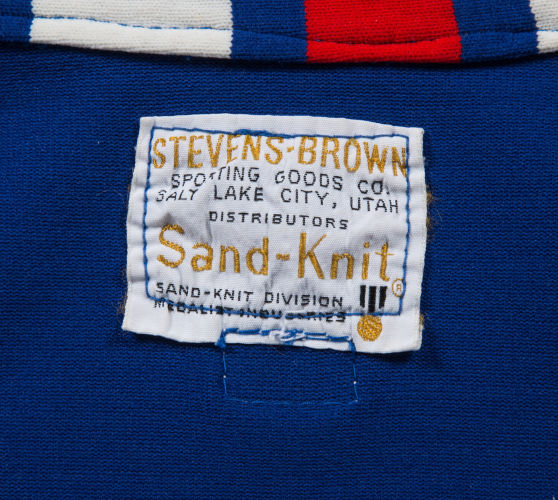 STEVENS-BROWN
SPORTING GOODS CO.
SALT LAKE CITY, UTAH
DISTRIBUTORS
Sand-Knit®
SAND-KNIT DIVISION
MEDALIST INDUSTRIES